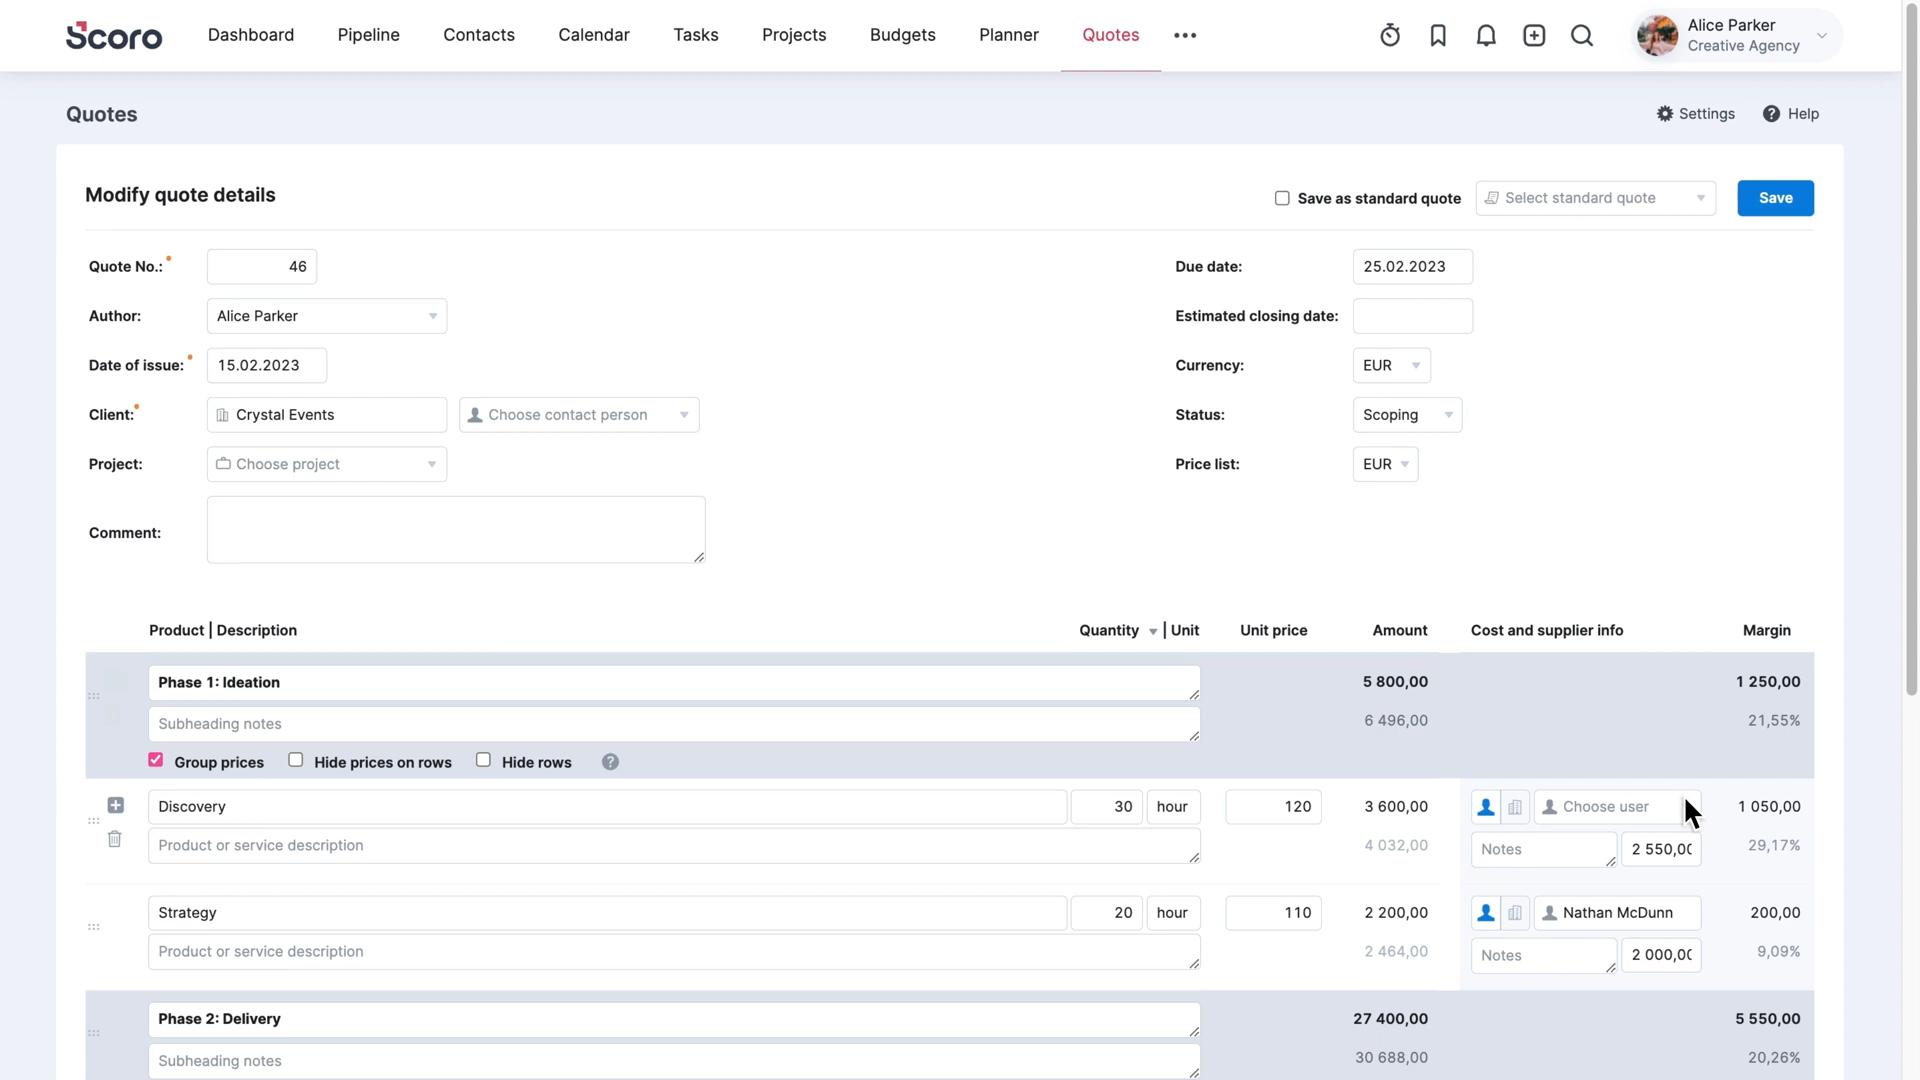 Scoro
Dashboard Pipeline Contacts Calendar Tasks Projects Budgets Planner Quotes •••
Alice Parker
Creative Agency
Quotes
Settings ? Help
Modify quote details
Save as standard quote Select standard quote Save
Quote No.: 46 Due date: 25.02.2023
Author: Alice Parker Estimated closing date:
Date of issue: 15.02.2023 Currency: EUR
Client: Crystal Events Choose contact person Status: Scoping
Project: Choose project Price list: EUR
Comment:
Product | Description Quantity | Unit Unit price Amount Cost and supplier info Margin
Phase 1: Ideation 5 800,00 1 250,00
Subheading notes 6 496,00 21,55%
Group prices Hide prices on rows Hide rows ?
Discovery 30 hour 120 3 600,00 Choose user 1 050,00
Product or service description 4 032,00 Notes 2 550,00 29,17%
Strategy 20 hour 110 2 200,00 Nathan McDunn 200,00
Product or service description 2 464,00 Notes 2 000,00 9,09%
Phase 2: Delivery 27 400,00 5 550,00
Subheading notes 30 688,00 20,26%